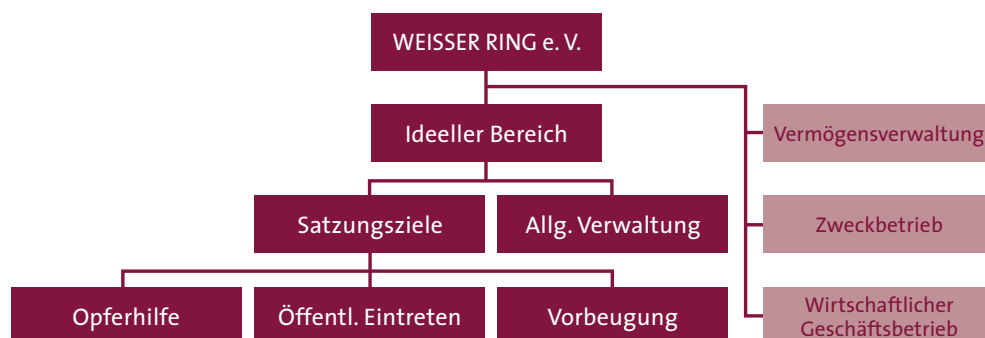 WEISSER RING e. V.
Ideeller Bereich
Vermögensverwaltung
Satzungsziele
Allg. Verwaltung
Zweckbetrieb
Opferhilfe
Öffentl. Eintreten
Vorbeugung
Wirtschaftlicher
Geschäftsbetrieb